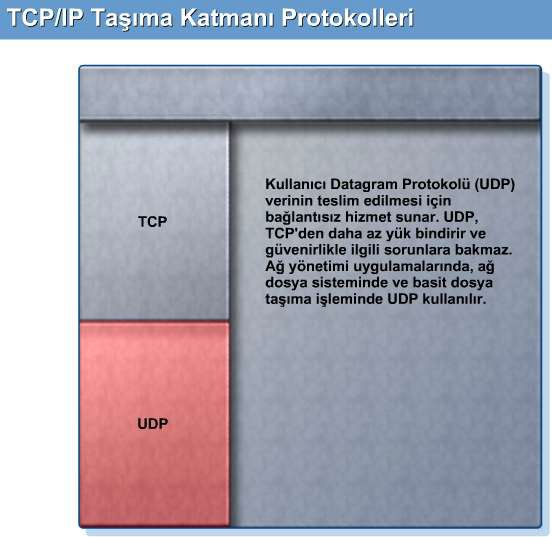 TCP/IP Taşıma Katmanı Protokolleri
TCP
Kullanıcı Datagram Protokolü (UDP)
verinin teslim edilmesi için
bağlantısız hizmet sunar. UDP,
TCP'den daha az yük bindirir ve
güvenirlikle ilgili sorunlara bakmaz.
Ağ yönetimi uygulamalarında, ağ
dosya sisteminde ve basit dosya
taşıma işleminde UDP kullanılır.
UDP